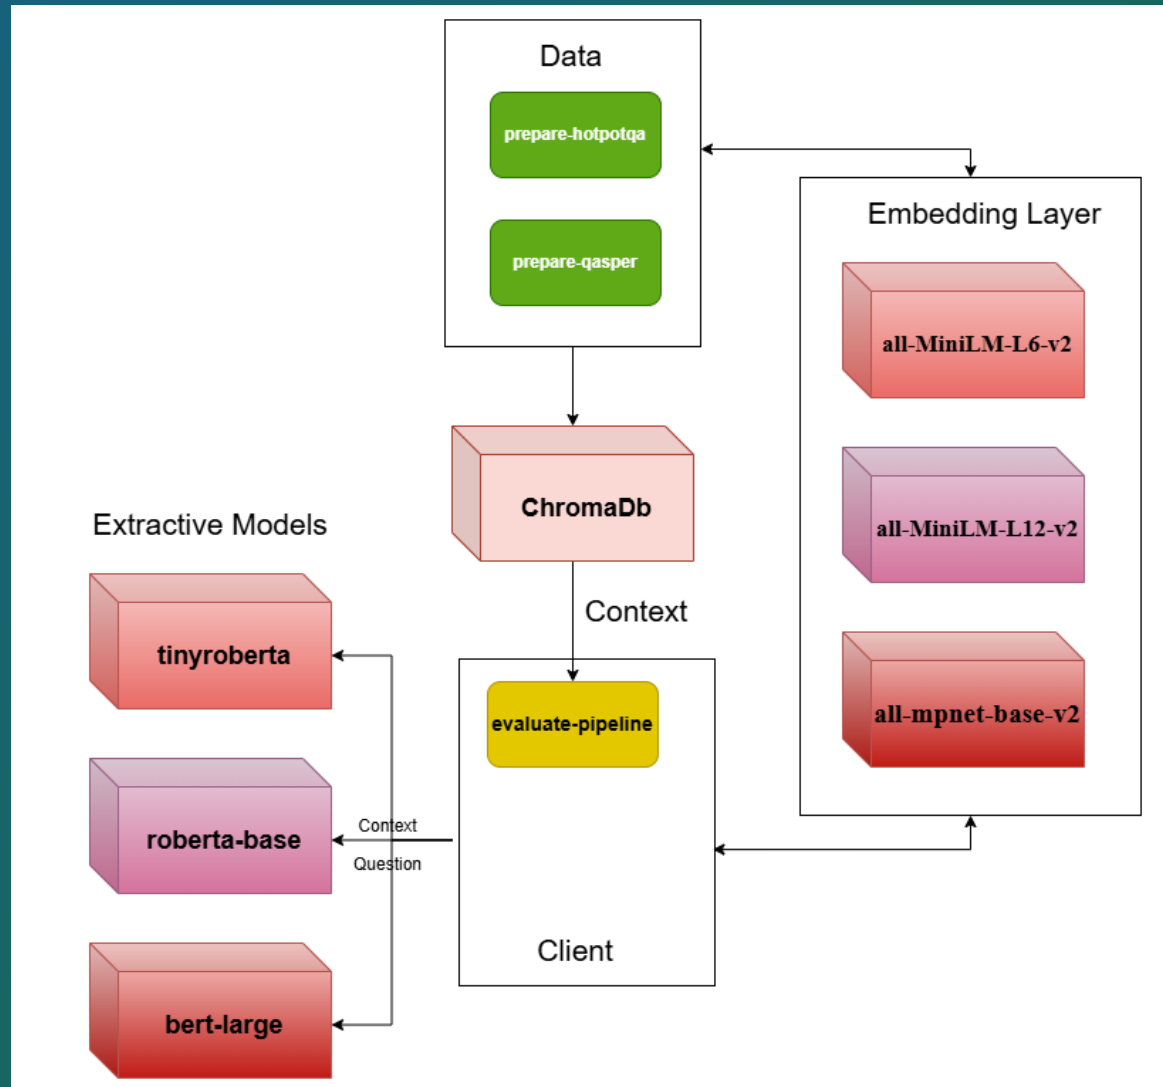 Data
prepare-hotpotqa
prepare-qasper
Embedding Layer
all-MiniLM-L6-v2
all-MiniLM-L12-v2
all-mpnet-base-v2
ChromaDb
Context
Extractive Models
tinyroberta
roberta-base
bert-large
Context
Question
evaluate-pipeline
Client